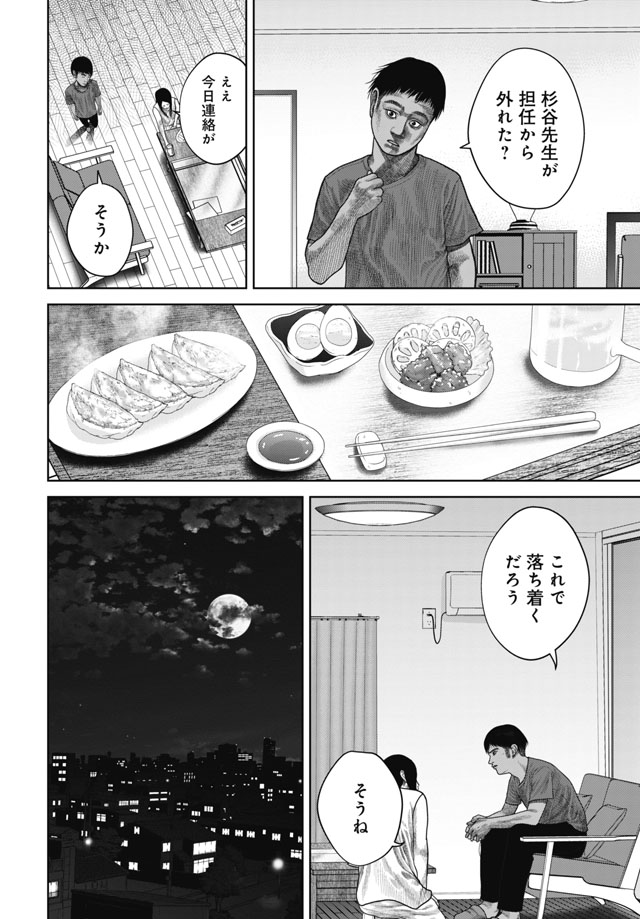 杉谷先生が
担任から
外れた?
ええ
今日連絡が
そうか
これで
落ち着く
だろう
そうね